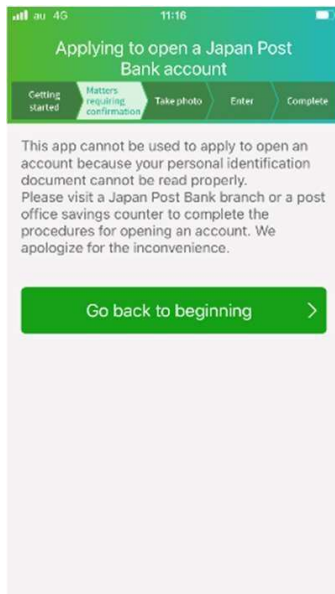 au 4G 11:16
Applying to open a Japan Post
Bank account
Getting
started
Matters
requiring
confirmation
Take photo
Enter
Complete
This app cannot be used to apply to open an
account because your personal identification
document cannot be read properly.
Please visit a Japan Post Bank branch or a post
office savings counter to complete the
procedures for opening an account. We
apologize for the inconvenience.
Go back to beginning